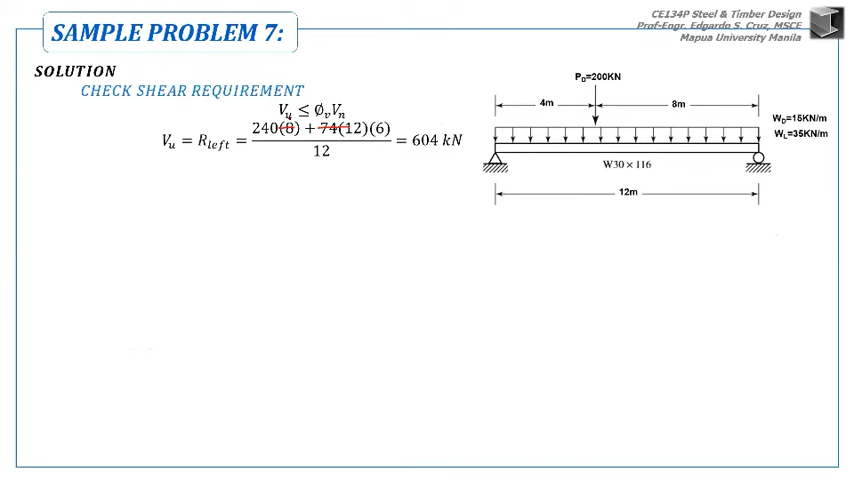 SAMPLE PROBLEM 7:
CE134P Steel & Timber Design
Prof-Engr. Edgardo S. Cruz, MSCE
Mapua University Manila
SOLUTION
CHECK SHEAR REQUIREMENT
V_u ≤ ∅_v V_n
V_u = R_left = (240(8) + 74(12)(6)) / 12 = 604 kN
P_D=200KN
4m
8m
W_D=15KN/m
W_L=35KN/m
W30 × 116
12m